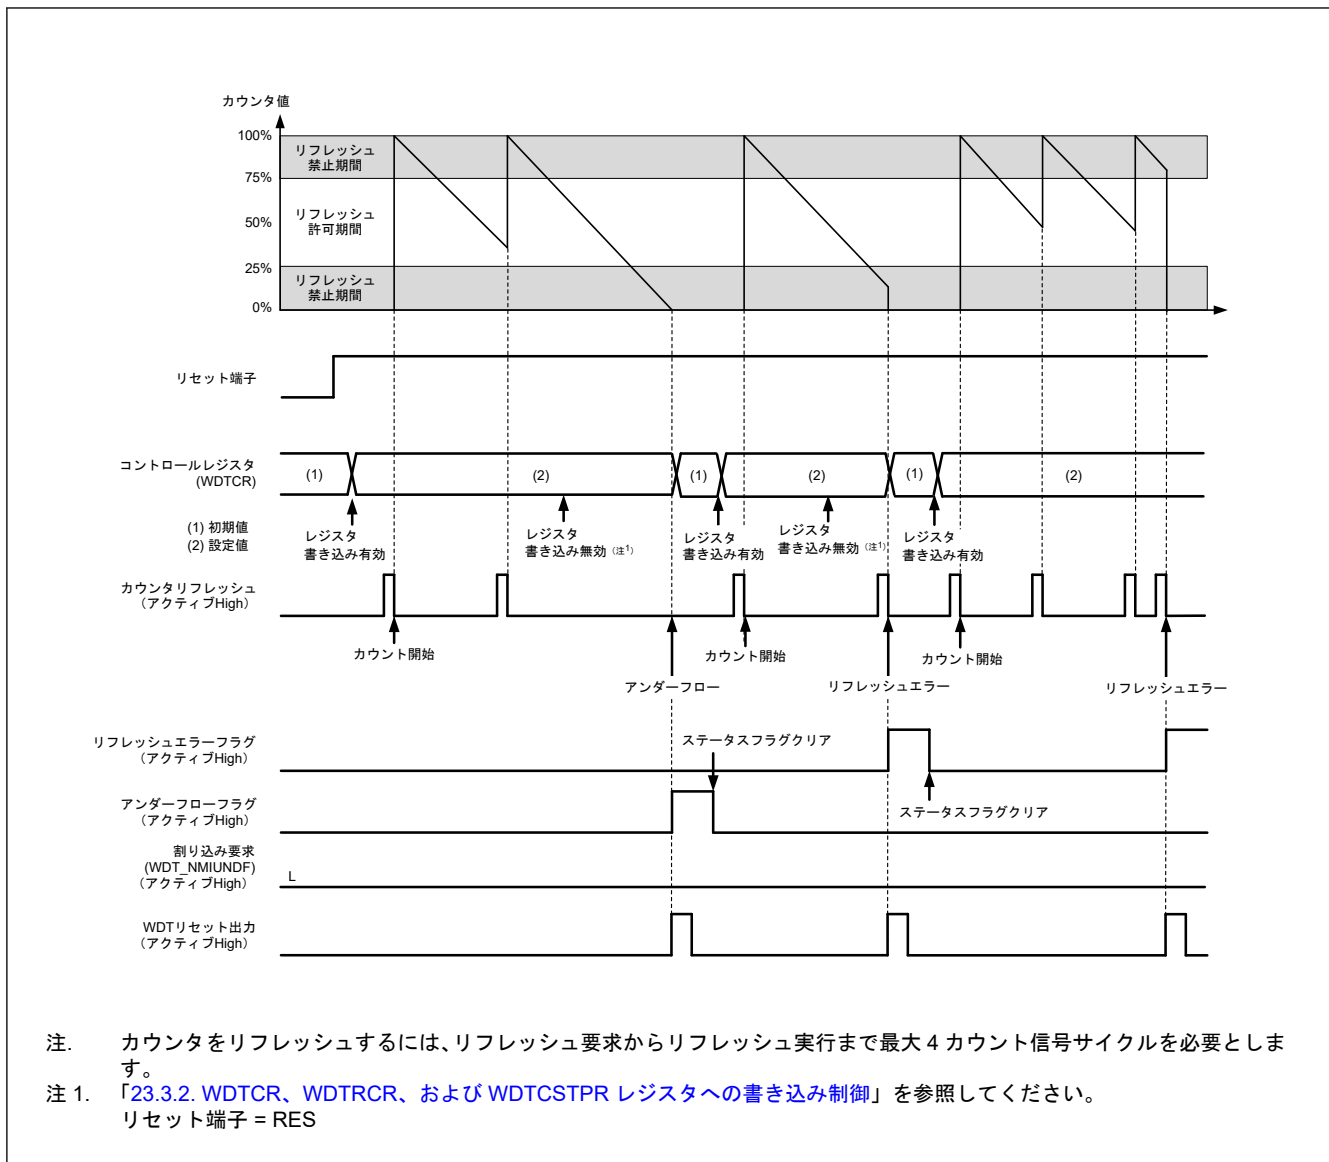 カウンタ値
100%
リフレッシュ
禁止期間
75%
50%
リフレッシュ
許可期間
25%
リフレッシュ
禁止期間
0%
リセット端子
コントロールレジスタ
(WDTCR)
(1)
(2)
(1)
(2)
(1)
(2)
(1) 初期値
(2) 設定値
レジスタ
書き込み有効
レジスタ
書き込み無効（注1）
レジスタ
書き込み有効
レジスタ
書き込み無効（注1）
レジスタ
書き込み有効
カウンタリフレッシュ
（アクティブHigh）
カウント開始
カウント開始
カウント開始
アンダーフロー
リフレッシュエラー
リフレッシュエラー
リフレッシュエラーフラグ
（アクティブHigh）
ステータスフラグクリア
アンダーフローフラグ
（アクティブHigh）
ステータスフラグクリア
割り込み要求
(WDT_NMIUNDF)
（アクティブHigh）
L
WDTリセット出力
（アクティブHigh）
注. カウンタをリフレッシュするには、リフレッシュ要求からリフレッシュ実行まで最大 4 カウント信号サイクルを必要としま
す。
注 1. 「23.3.2. WDTCR、WDTRCR、および WDTCSTPR レジスタへの書き込み制御」を参照してください。
リセット端子 = RES